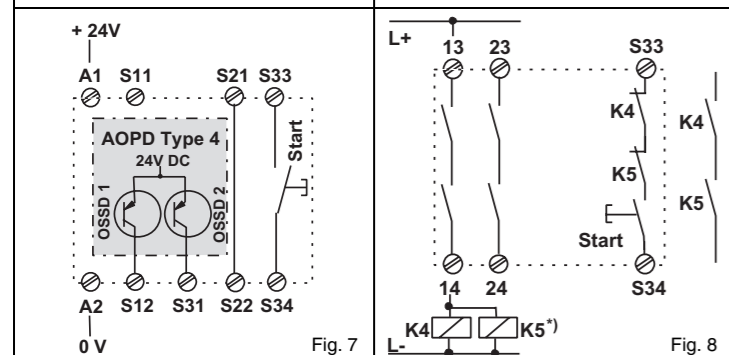 + 24V
A1 S11 S21 S33
AOPD Type 4
24V DC
OSSD 1
OSSD 2
Start
A2 S12 S31 S22 S34
0 V
Fig. 7
L+
13 23 S33
K4
K4
K5
K5
Start
14 24 S34
K4 K5*)
L-
Fig. 8